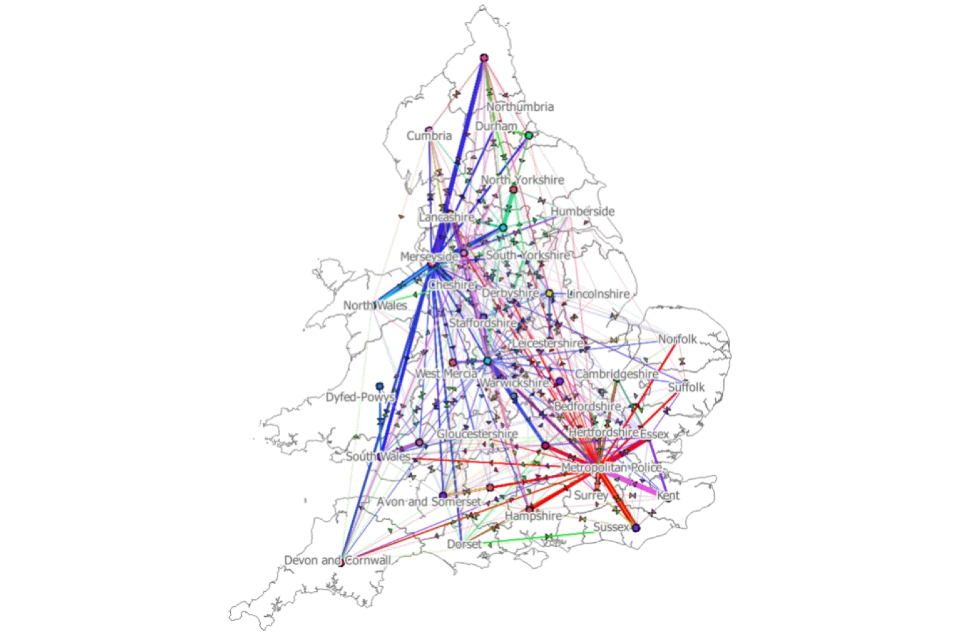 Northumbria
Durham
Cumbria
North Yorkshire
Lancashire
Humberside
Merseyside
South Yorkshire
Cheshire
Derbyshire
Lincolnshire
North Wales
Staffordshire
Leicestershire
Norfolk
West Mercia
Warwickshire
Cambridgeshire
Suffolk
Dyfed-Powys
Bedfordshire
Gloucestershire
Hertfordshire
Essex
South Wales
Metropolitan Police
Avon and Somerset
Surrey
Kent
Hampshire
Sussex
Dorset
Devon and Cornwall